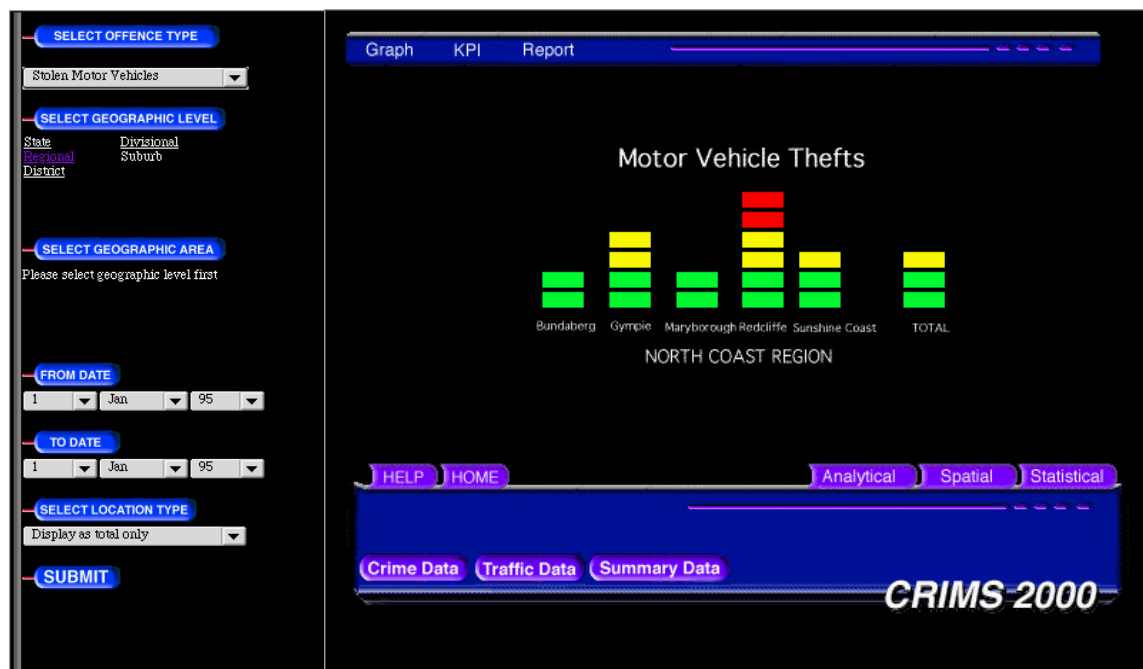 SELECT OFFENCE TYPE
Stolen Motor Vehicles
SELECT GEOGRAPHIC LEVEL
State Divisional
Regional Suburb
District
SELECT GEOGRAPHIC AREA
Please select geographic level first
FROM DATE
1 Jan 95
TO DATE
1 Jan 95
SELECT LOCATION TYPE
Display as total only
SUBMIT
Graph KPI Report
Motor Vehicle Thefts
Bundaberg Gympie Maryborough Redcliffe Sunshine Coast TOTAL
NORTH COAST REGION
HELP HOME Analytical Spatial Statistical
Crime Data Traffic Data Summary Data
CRIMS 2000